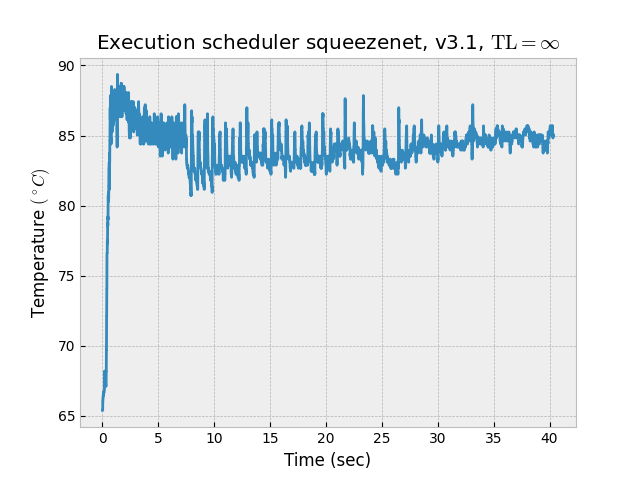 Execution scheduler squeezenet, v3.1, TL = ∞
90
85
80
75
70
65
Temperature (°C)
0 5 10 15 20 25 30 35 40
Time (sec)